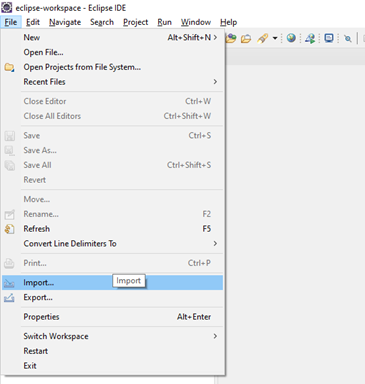 eclipse-workspace - Eclipse IDE
File Edit Navigate Search Project Run Window Help
New Alt+Shift+N >
Open File...
Open Projects from File System...
Recent Files >
Close Editor Ctrl+W
Close All Editors Ctrl+Shift+W
Save Ctrl+S
Save As...
Save All Ctrl+Shift+S
Revert
Move...
Rename... F2
Refresh F5
Convert Line Delimiters To >
Print... Ctrl+P
Import... Import
Export...
Properties Alt+Enter
Switch Workspace >
Restart
Exit